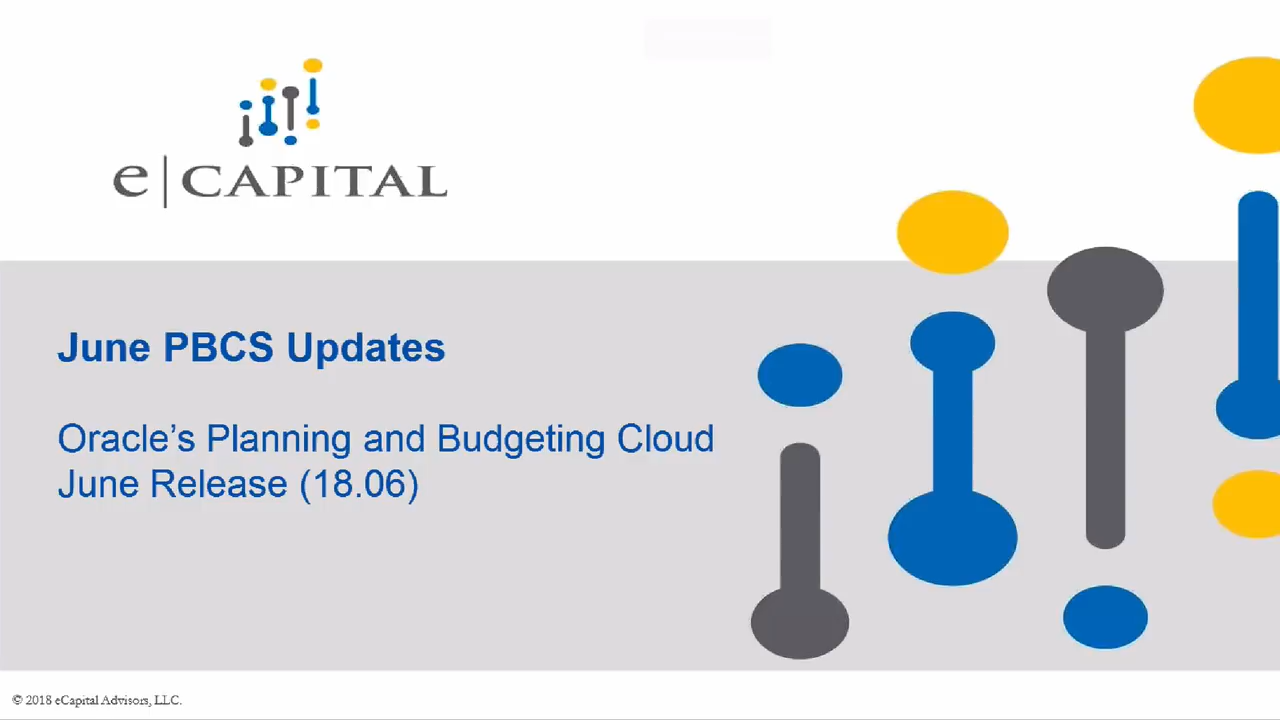 e|CAPITAL
June PBCS Updates
Oracle's Planning and Budgeting Cloud
June Release (18.06)
© 2018 eCapital Advisors, LLC.